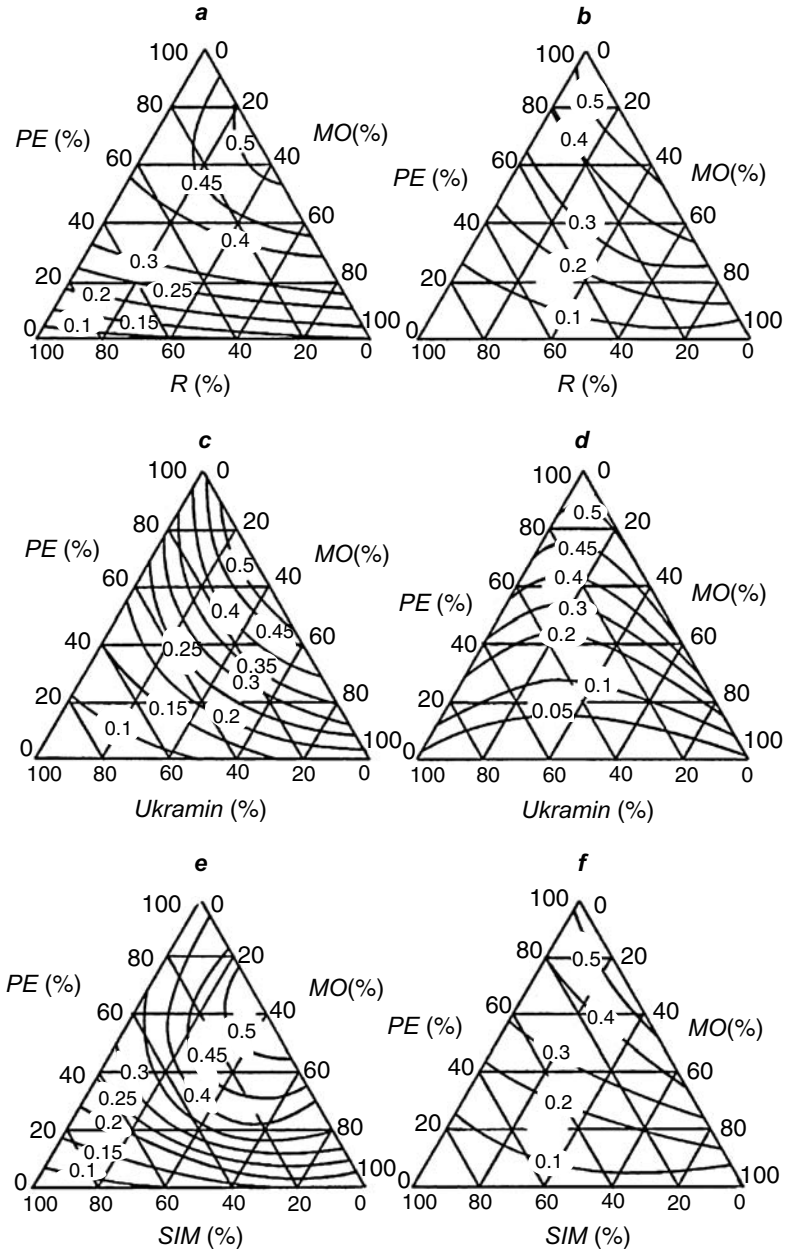 a
100 0
80 20
PE (%) MO(%)
0.5
60 40
0.45
40 60
0.4
0.3
20 80
0.25
0.2
0.1 0.15
0 100
100 80 60 40 20 0
R (%)
b
100 0
0.5
80 20
0.4
60 40
PE (%) MO(%)
40 0.3 60
0.2
20 80
0.1
0 100
100 80 60 40 20 0
R (%)
c
100 0
80 20
PE (%) MO(%)
0.5
60 40
0.4
0.45
40 0.25 60
0.35
0.3
20 80
0.15 0.2
0.1
0 100
100 80 60 40 20 0
Ukramin (%)
d
100 0
0.5
80 20
0.45
60 0.4 40
PE (%) 0.3 MO(%)
40 0.2 60
0.1
20 80
0.05
0 100
100 80 60 40 20 0
Ukramin (%)
e
100 0
80 20
PE (%) MO(%)
60 40
0.5
0.45
40 0.3 60
0.25 0.4
0.2
20 80
0.15
0.1
0 100
100 80 60 40 20 0
SIM (%)
f
100 0
80 0.5 20
60 0.4 40
PE (%) MO(%)
0.3
40 60
0.2
20 80
0.1
0 100
100 80 60 40 20 0
SIM (%)